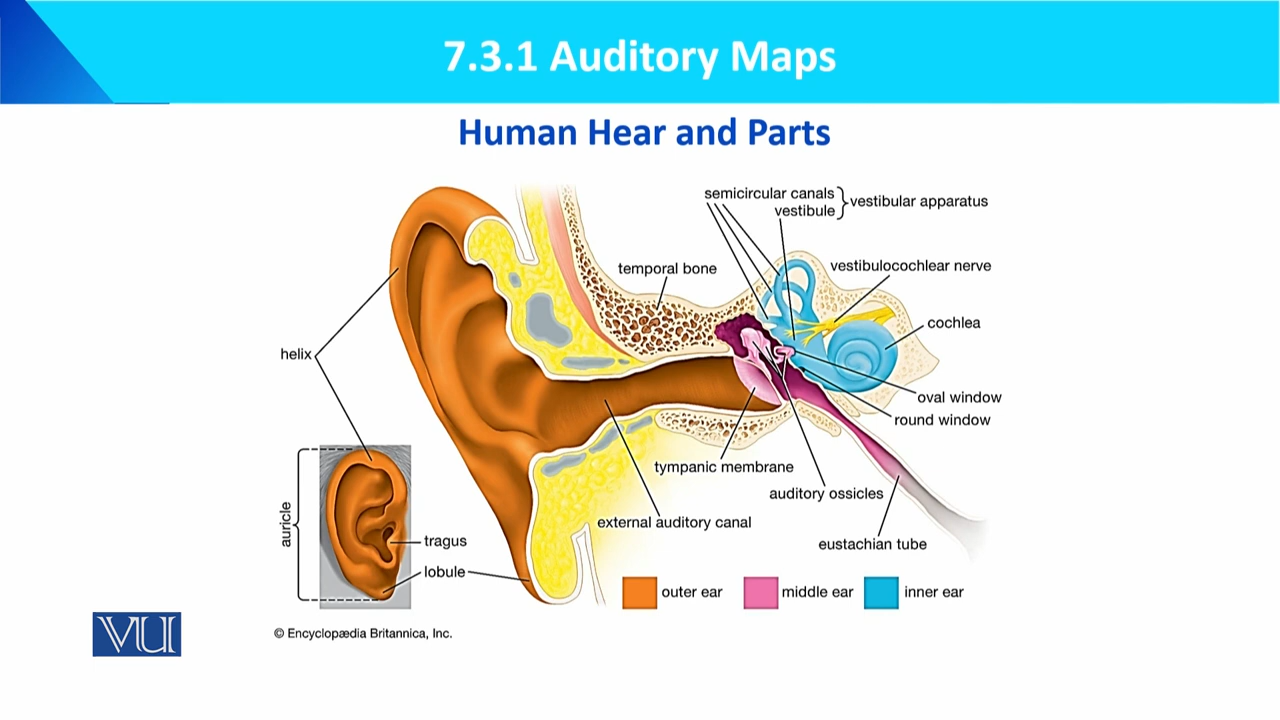 7.3.1 Auditory Maps
Human Hear and Parts
semicircular canals
vestibule
vestibular apparatus
temporal bone
vestibulocochlear nerve
cochlea
helix
oval window
round window
tympanic membrane
auditory ossicles
external auditory canal
eustachian tube
auricle
tragus
lobule
outer ear
middle ear
inner ear
VU
© Encyclopædia Britannica, Inc.